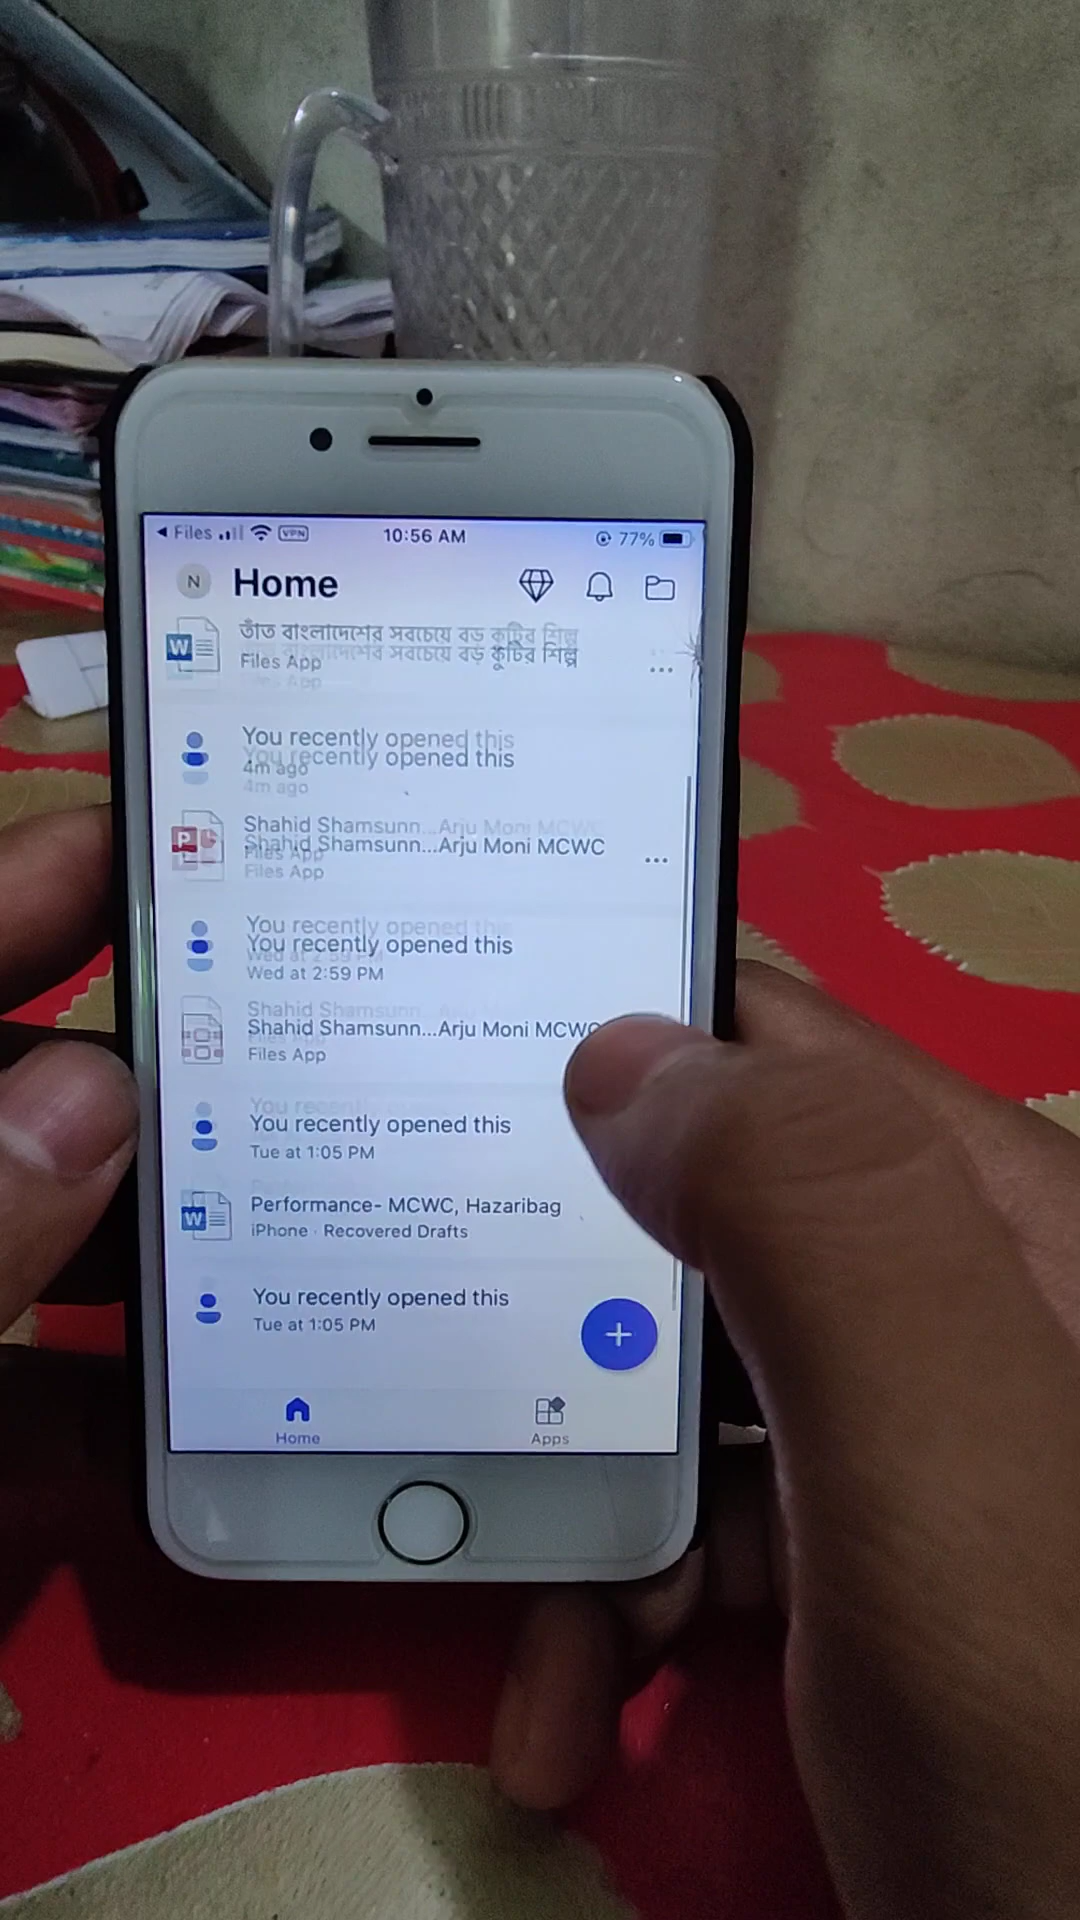 Files VPN 10:56 AM 77%
N Home
তাঁত বাংলাদেশের সবচেয়ে বড় কুটির শিল্প
Files App
You recently opened this
4m ago
Shahid Shamsunn...Arju Moni MCWC
Files App
You recently opened this
Wed at 2:59 PM
Shahid Shamsunn...Arju Moni MCWC
Files App
You recently opened this
Tue at 1:05 PM
Performance- MCWC, Hazaribag
iPhone · Recovered Drafts
You recently opened this
Tue at 1:05 PM
Home Apps